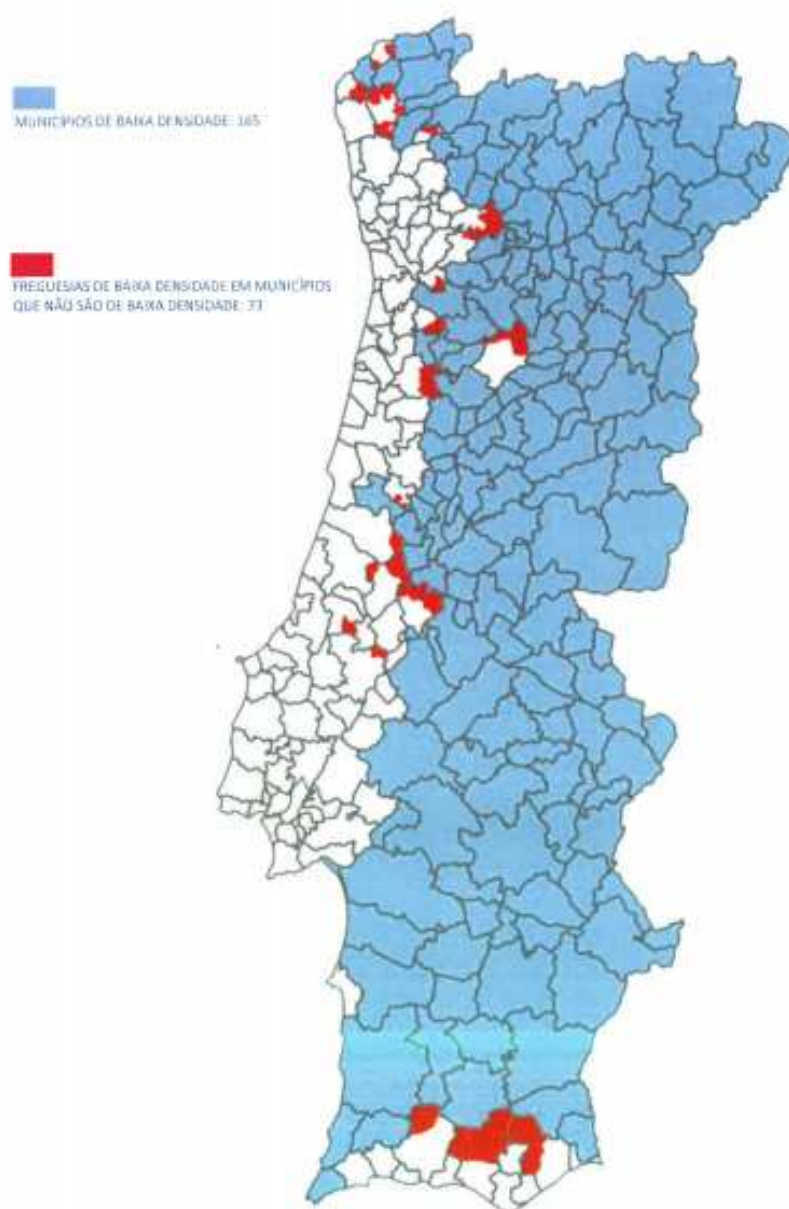 MUNICÍPIOS DE BAIXA DENSIDADE: 165
FREGUESIAS DE BAIXA DENSIDADE EM MUNICÍPIOS
QUE NÃO SÃO DE BAIXA DENSIDADE: 73